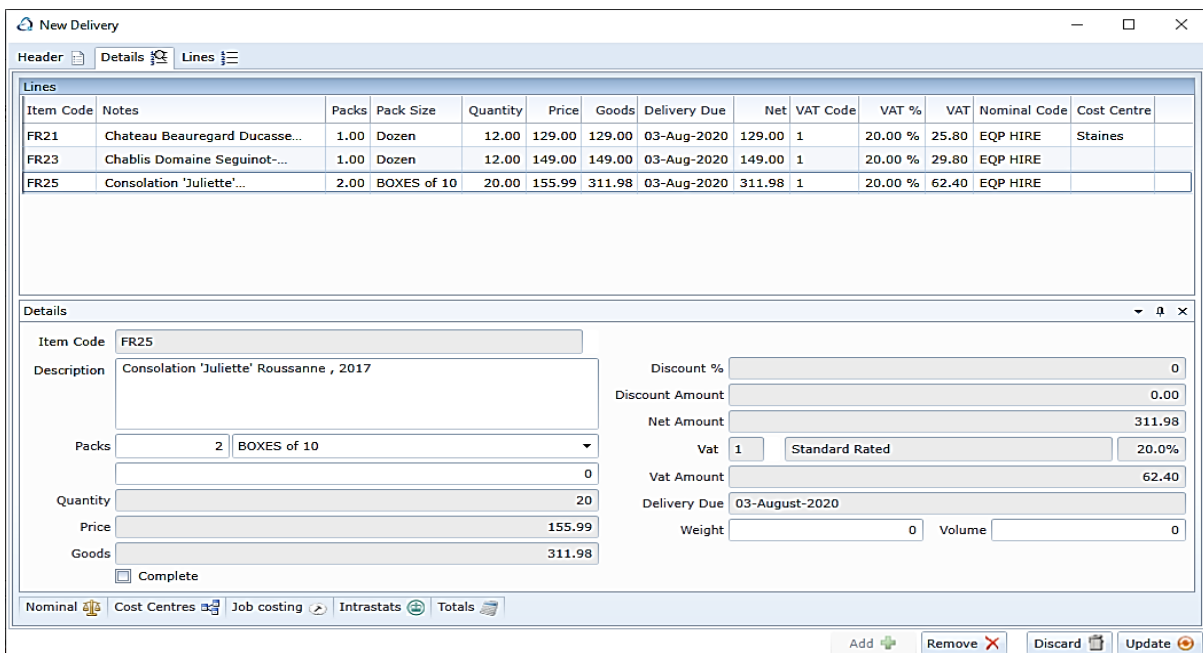 New Delivery
Header Details Lines
Lines
Item Code Notes Packs Pack Size Quantity Price Goods Delivery Due Net VAT Code VAT % VAT Nominal Code Cost Centre
FR21 Chateau Beauregard Ducasse... 1.00 Dozen 12.00 129.00 129.00 03-Aug-2020 129.00 1 20.00 % 25.80 EQP HIRE Staines
FR23 Chablis Domaine Seguinot-... 1.00 Dozen 12.00 149.00 149.00 03-Aug-2020 149.00 1 20.00 % 29.80 EQP HIRE
FR25 Consolation 'Juliette'... 2.00 BOXES of 10 20.00 155.99 311.98 03-Aug-2020 311.98 1 20.00 % 62.40 EQP HIRE
Details
Item Code FR25
Description Consolation 'Juliette' Roussanne , 2017
Packs 2 BOXES of 10
0
Quantity 20
Price 155.99
Goods 311.98
Complete
Discount % 0
Discount Amount 0.00
Net Amount 311.98
Vat 1 Standard Rated 20.0%
Vat Amount 62.40
Delivery Due 03-August-2020
Weight 0 Volume 0
Nominal Cost Centres Job costing Intrastats Totals
Add Remove Discard Update